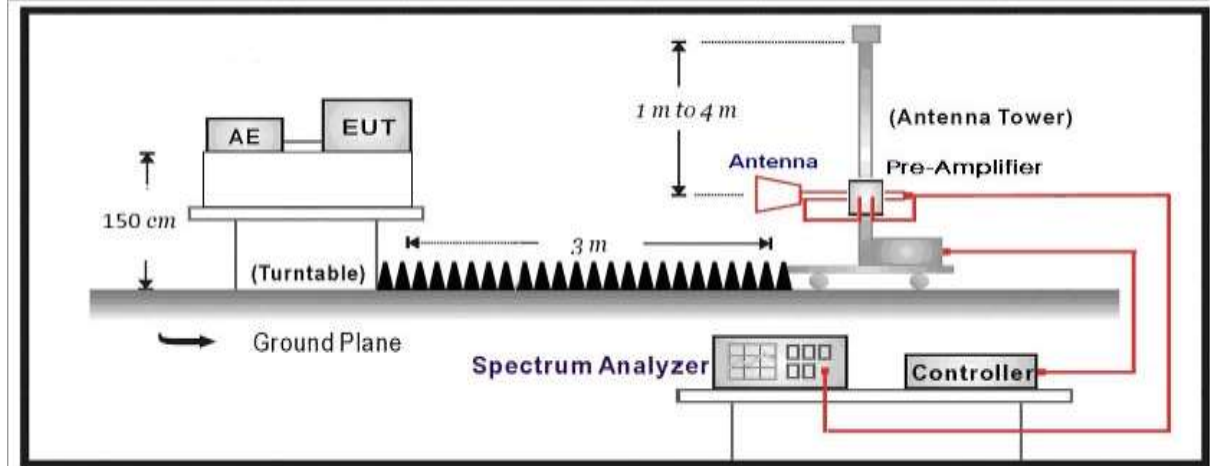 1 m to 4 m
(Antenna Tower)
AE
EUT
Antenna
Pre-Amplifier
150 cm
3 m
(Turntable)
Ground Plane
Spectrum Analyzer
Controller